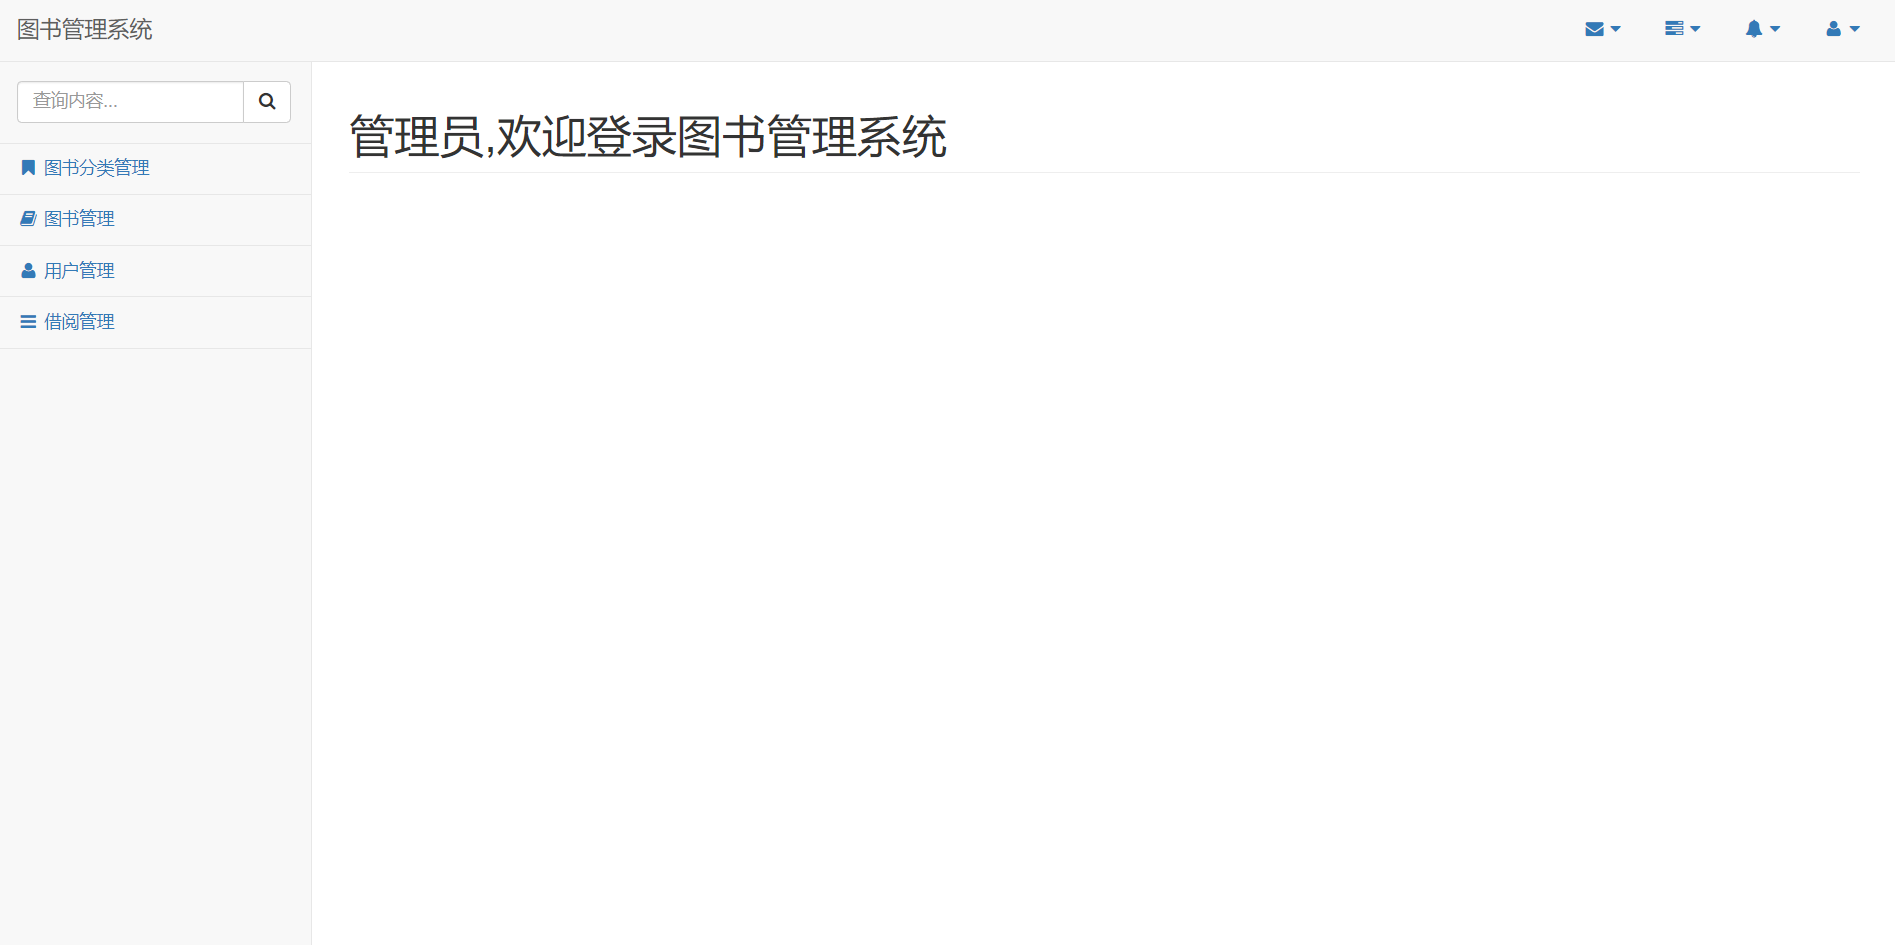 图书管理系统
查询内容...
图书分类管理
图书管理
用户管理
借阅管理
管理员,欢迎登录图书管理系统